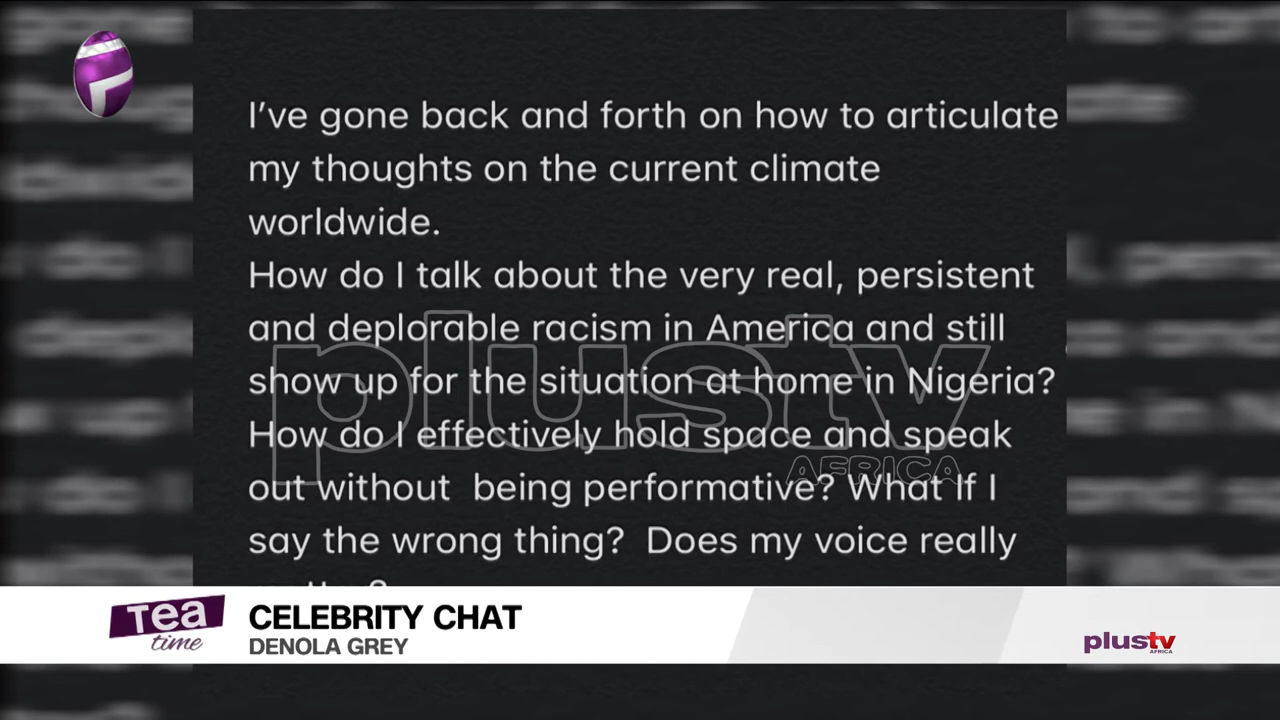 I've gone back and forth on how to articulate
my thoughts on the current climate
worldwide.
How do I talk about the very real, persistent
and deplorable racism in America and still
show up for the situation at home in Nigeria?
How do I effectively hold space and speak
out without  being performative? What If I
say the wrong thing?  Does my voice really
plustv
AFRICA
Tea
time
CELEBRITY CHAT
DENOLA GREY
plustv
AFRICA